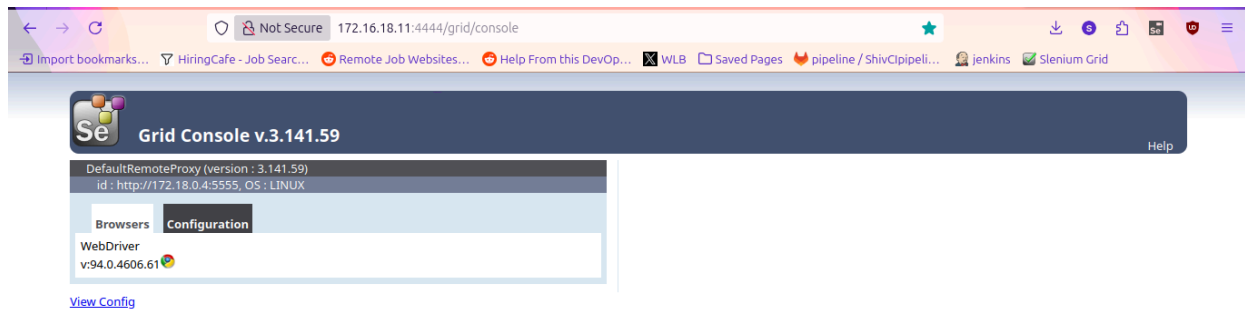 Not Secure 172.16.18.11:4444/grid/console
Import bookmarks... HiringCafe - Job Searc... Remote Job Websites... Help From this DevOp... WLB Saved Pages pipeline / ShivCIpipeli... jenkins Slenium Grid
Se Grid Console v.3.141.59
Help
DefaultRemoteProxy (version : 3.141.59)
id : http://172.18.0.4:5555, OS : LINUX
Browsers Configuration
WebDriver
v:94.0.4606.61
View Config